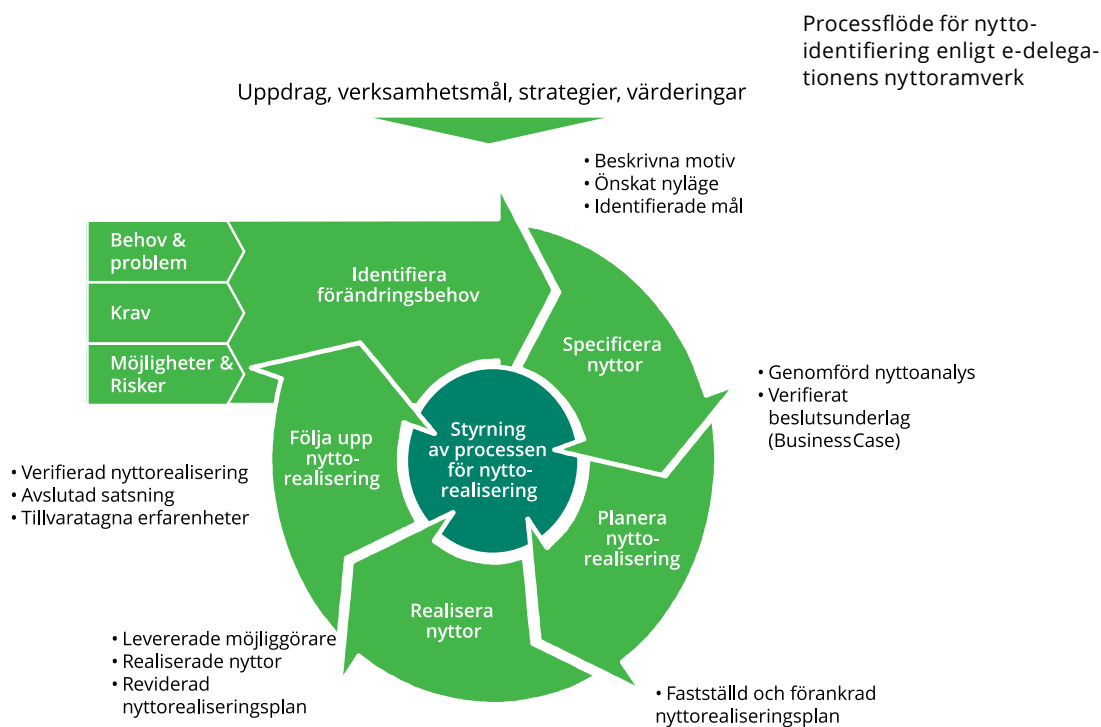 Processflöde för nytto-
identifiering enligt e-delega-
tionens nyttoramverk
Uppdrag, verksamhetsmål, strategier, värderingar
• Beskrivna motiv
• Önskat nyläge
• Identifierade mål
Behov &
problem
Krav
Möjligheter &
Risker
Identifiera
förändringsbehov
Specificera
nyttor
• Genomförd nyttoanalys
• Verifierat
beslutsunderlag
(BusinessCase)
Styrning
av processen
för nytto-
realisering
Följa upp
nytto-
realisering
• Verifierad nyttorealisering
• Avslutad satsning
• Tillvaratagna erfarenheter
Planera
nytto-
realisering
Realisera
nyttor
• Levererade möjliggörare
• Realiserade nyttor
• Reviderad
nyttorealiseringsplan
• Fastställd och förankrad
nyttorealiseringsplan